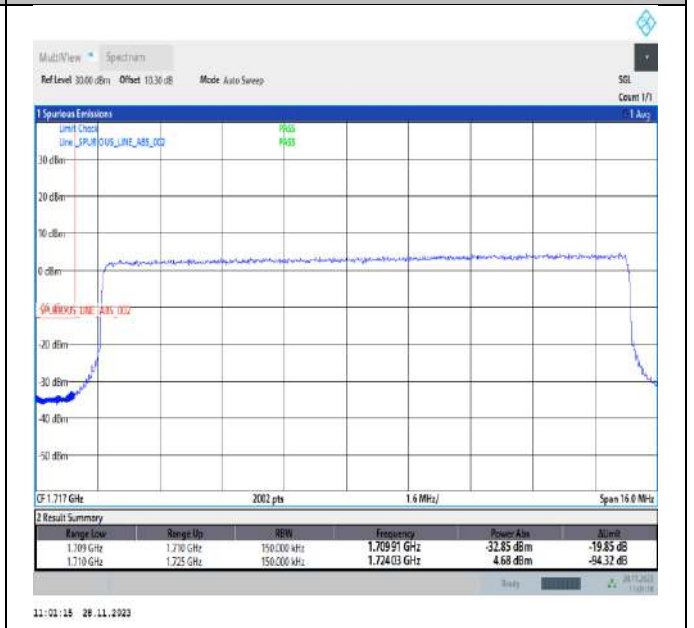 MultiView Spectrum
Ref Level 30.00 dBm Offset 10.30 dB Mode Auto Sweep SGL
Count 1/1
1 Spurious Emissions 1 Avg
Limit Check PASS
Line _SPURIOUS_LINE_ABS_002 PASS
30 dBm
20 dBm
10 dBm
0 dBm
_SPURIOUS_LINE_ABS_002
-20 dBm
-30 dBm
-40 dBm
-50 dBm
CF 1.717 GHz 2002 pts 1.6 MHz/ Span 16.0 MHz
2 Result Summary
Range Low Range Up RBW Frequency Power Abs ΔLimit
1.709 GHz 1.710 GHz 150.000 kHz 1.70991 GHz -32.85 dBm -19.85 dB
1.710 GHz 1.725 GHz 150.000 kHz 1.72403 GHz 4.68 dBm -94.32 dB
Ready 28.11.2023
11:01:15 28.11.2023